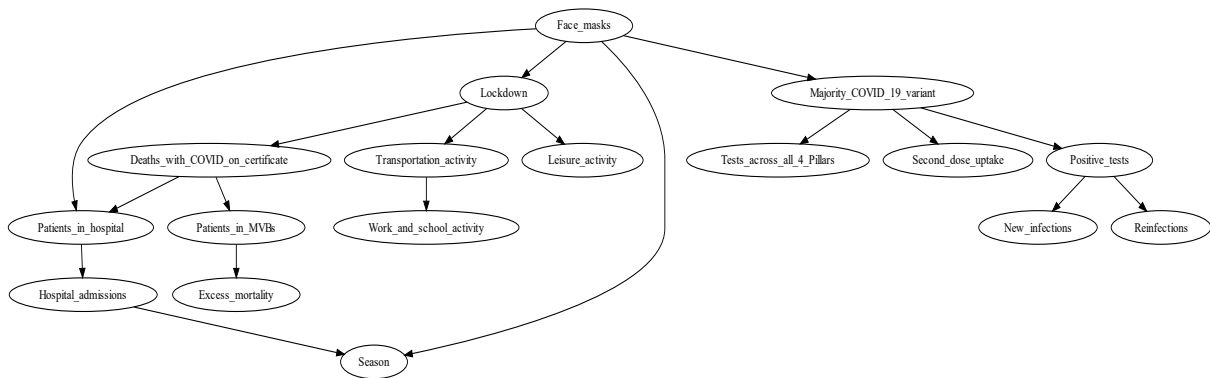 Face_masks
Lockdown
Majority_COVID_19_variant
Deaths_with_COVID_on_certificate
Transportation_activity
Leisure_activity
Tests_across_all_4_Pillars
Second_dose_uptake
Positive_tests
Patients_in_hospital
Patients_in_MVBs
Work_and_school_activity
New_infections
Reinfections
Hospital_admissions
Excess_mortality
Season